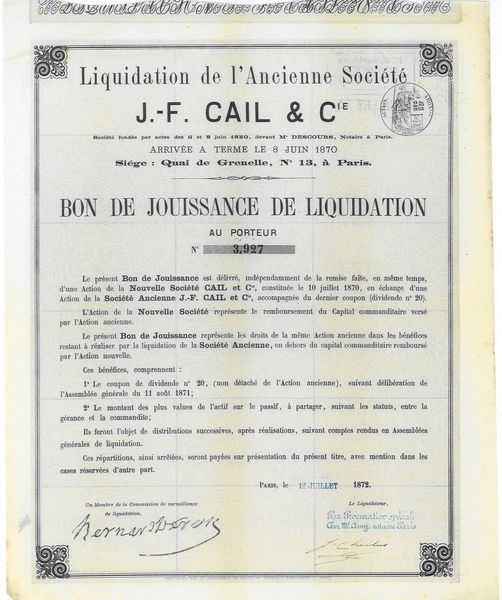 Liquidation de l'Ancienne Société
J.-F. CAIL & CIE
Société fondée par actes des 6 et 8 juin 1850, devant Me DESCOURS, Notaire à Paris.
ARRIVÉE A TERME LE 8 JUIN 1870
Siége : Quai de Grenelle, No 13, à Paris.
BON DE JOUISSANCE DE LIQUIDATION
AU PORTEUR
No 3,927
Le présent Bon de Jouissance est délivré, indépendamment de la remise faite, en même temps,
d'une Action de la Nouvelle Société CAIL et Cie, constituée le 10 juillet 1870, en échange d'une
Action de la Société Ancienne J.-F. CAIL et Cie, accompagnée du dernier coupon (dividende no 20).
L'Action de la Nouvelle Société représente le remboursement du Capital commanditaire versé
par l'Action ancienne.
Le présent Bon de Jouissance représente les droits de la même Action ancienne dans les bénéfices
restant à réaliser par la liquidation de la Société Ancienne, en dehors du capital commanditaire remboursé
par l'Action nouvelle.
Ces bénéfices, comprennent :
1o Le coupon de dividende no 20, (non détaché de l'Action ancienne), suivant délibération de
l'Assemblée générale du 11 août 1871;
2o Le montant des plus values de l'actif sur le passif, à partager, suivant les statuts, entre la
gérance et la commandite;
Ils feront l'objet de distributions successives, après réalisations, suivant comptes rendus en Assemblées
générales de liquidation.
Ces répartitions, ainsi arrêtées, seront payées sur présentation du présent titre, avec mention dans les
cases réservées d'autre part.
Paris, le JUILLET 1872.
Un Membre de la Commission de surveillance
de liquidation,
Le Liquidateur,
Par Procuration spéciale
notaire Paris